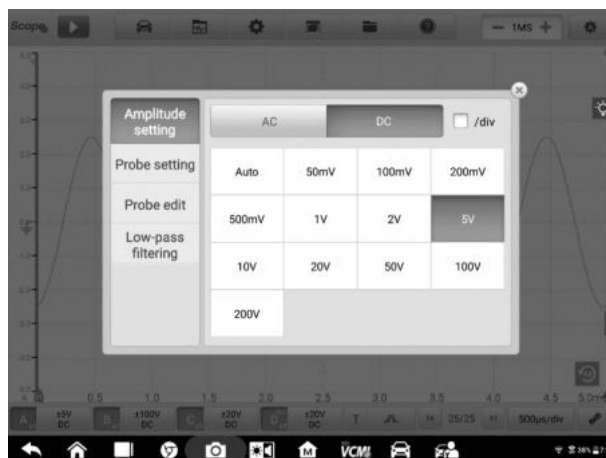 Scope
1MS
Amplitude setting
Probe setting
Probe edit
Low-pass filtering
AC
DC
/div
Auto
50mV
100mV
200mV
500mV
1V
2V
5V
10V
20V
50V
100V
200V
0.5
1.0
1.5
2.0
2.5
3.0
3.5
4.0
4.5
A
±5V
DC
B
±100V
DC
C
±20V
DC
D
±20V
DC
T
25/25
500µs/div
M
VCMI